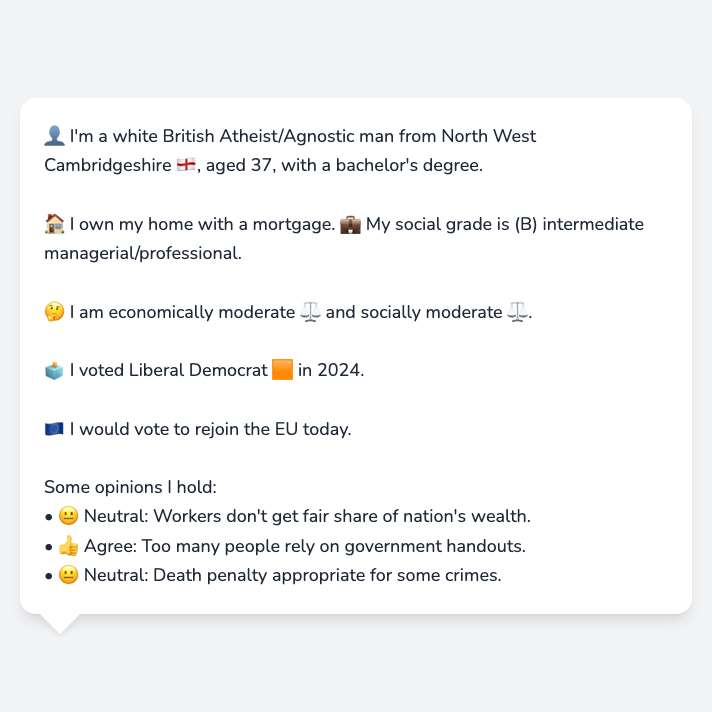 👤 I'm a white British Atheist/Agnostic man from North West
Cambridgeshire 🏴󠁧󠁢󠁥󠁮󠁧󠁿, aged 37, with a bachelor's degree.
🏠 I own my home with a mortgage. 💼 My social grade is (B) intermediate
managerial/professional.
🤔 I am economically moderate ⚖️ and socially moderate ⚖️.
🗳️ I voted Liberal Democrat 🟧 in 2024.
🇪🇺 I would vote to rejoin the EU today.
Some opinions I hold:
• 😐 Neutral: Workers don't get fair share of nation's wealth.
• 👍 Agree: Too many people rely on government handouts.
• 😐 Neutral: Death penalty appropriate for some crimes.